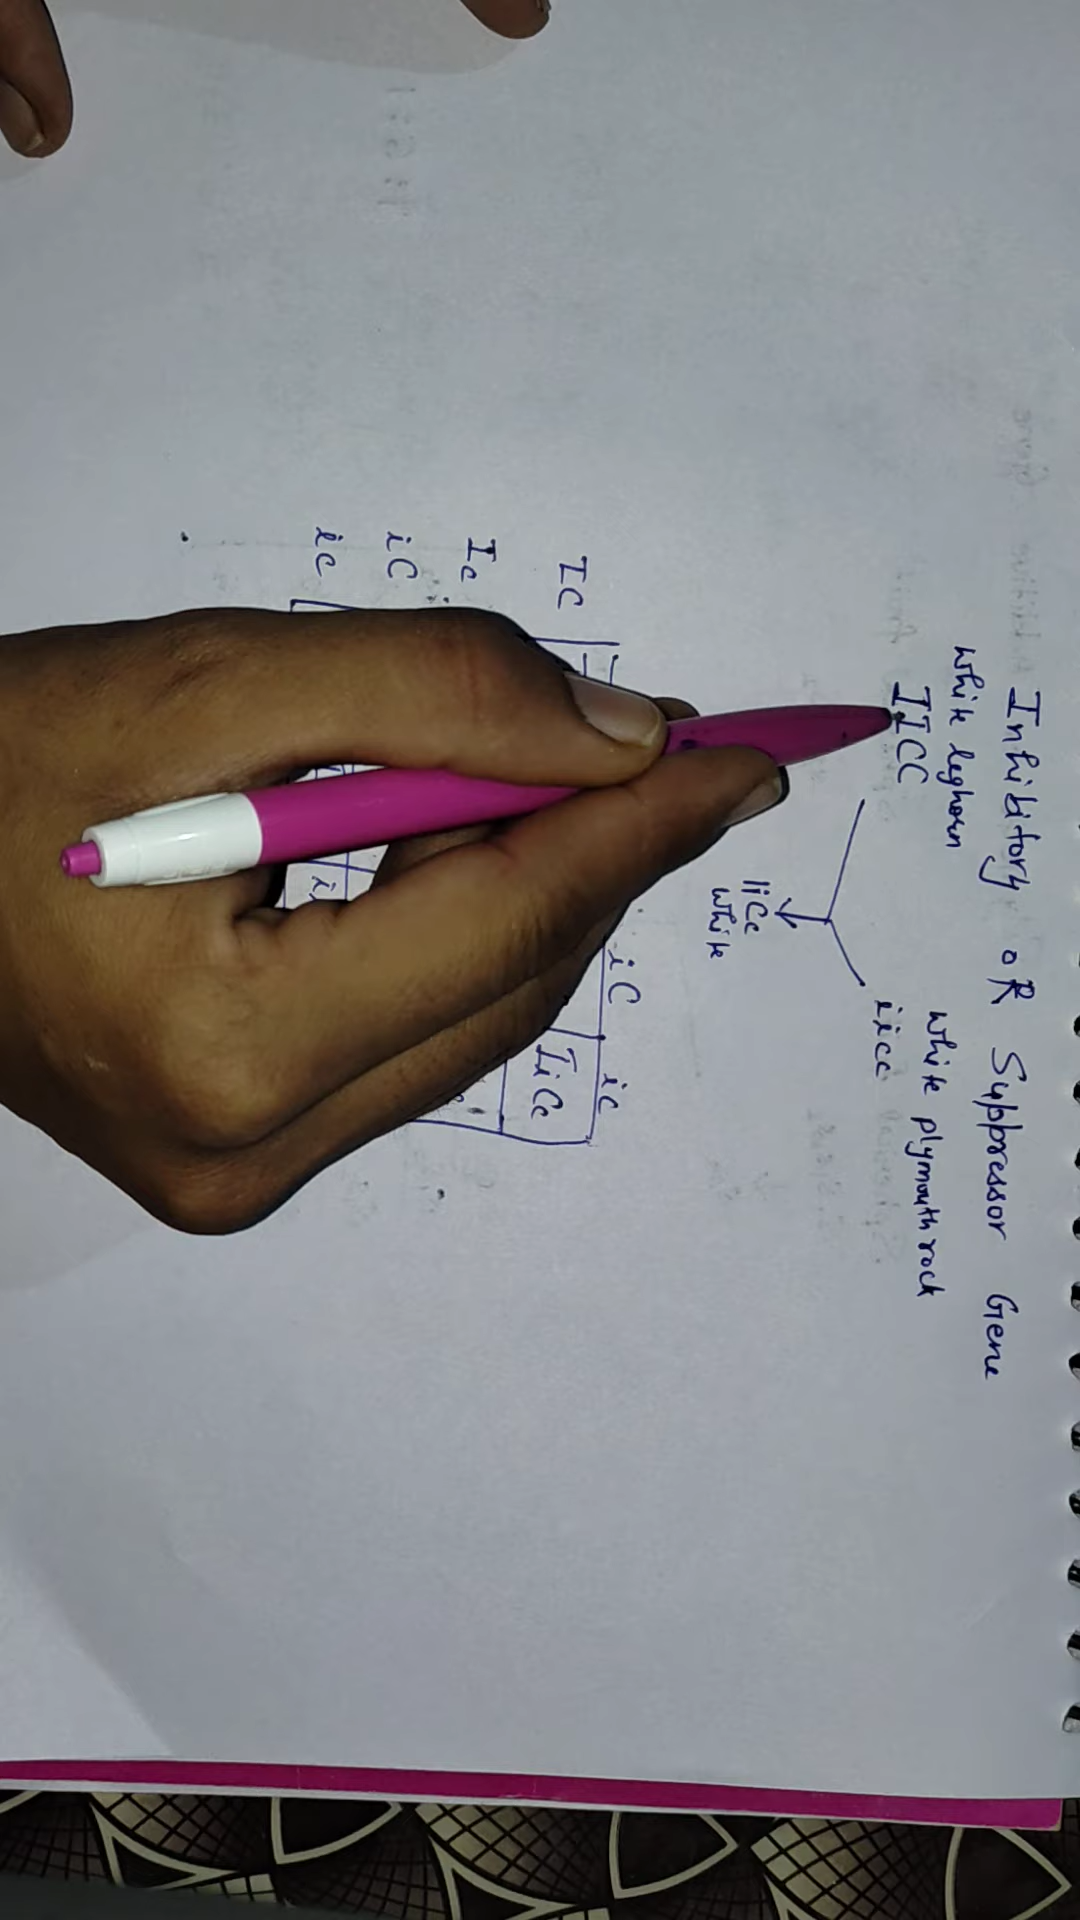 Inhibitory OR Suppressor Gene
White leghorn
White plymouth rock
IICC
iicc
IiCc
White
iC
ic
IC
IiCc
Ic
iC
ic